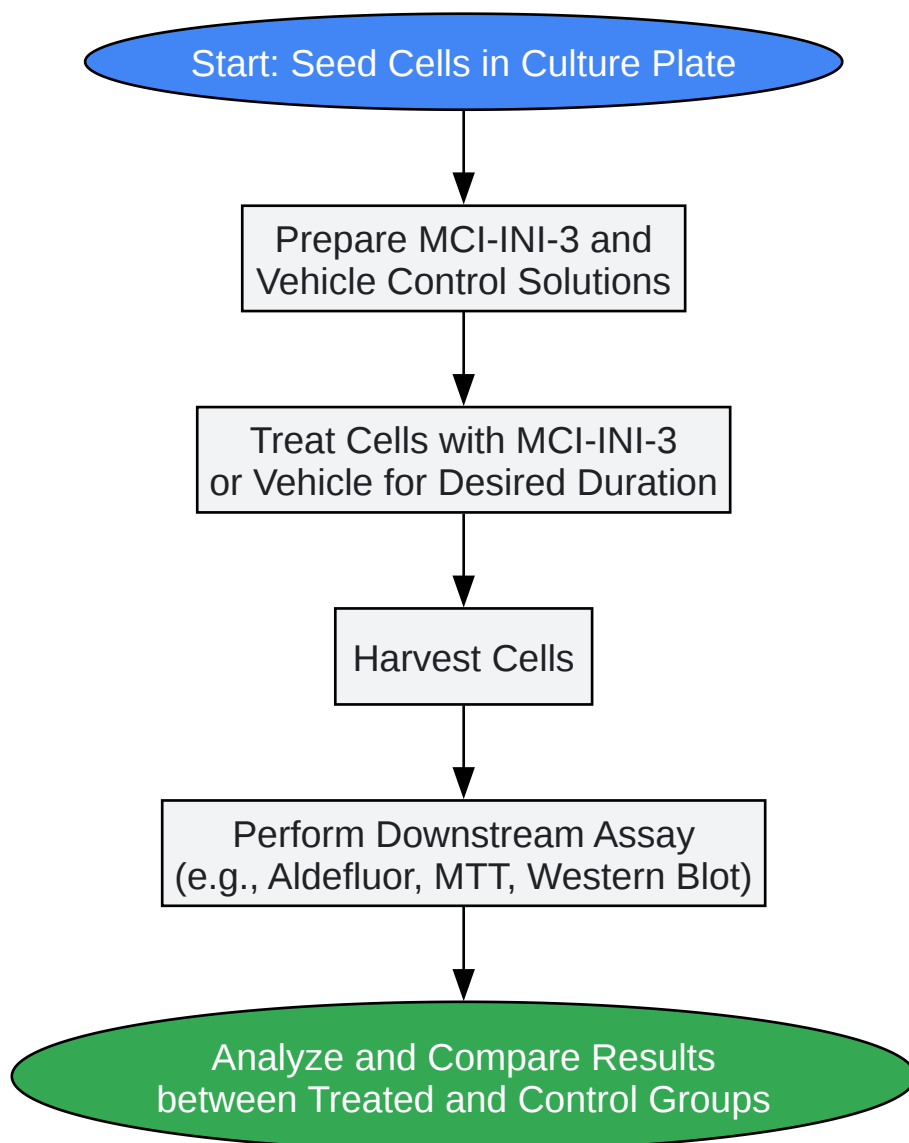 Start: Seed Cells in Culture Plate
Prepare MCI-INI-3 and
Vehicle Control Solutions
Treat Cells with MCI-INI-3
or Vehicle for Desired Duration
Harvest Cells
Perform Downstream Assay
(e.g., Aldefluor, MTT, Western Blot)
Analyze and Compare Results
between Treated and Control Groups